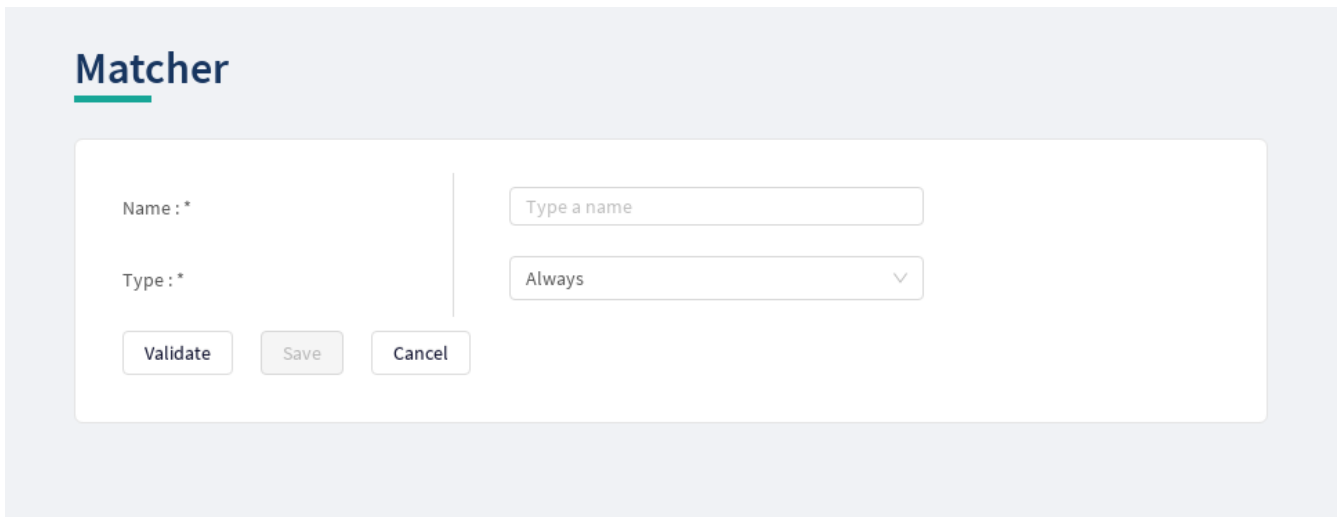 Matcher
Name : *
Type a name
Type : *
Always
Validate Save Cancel